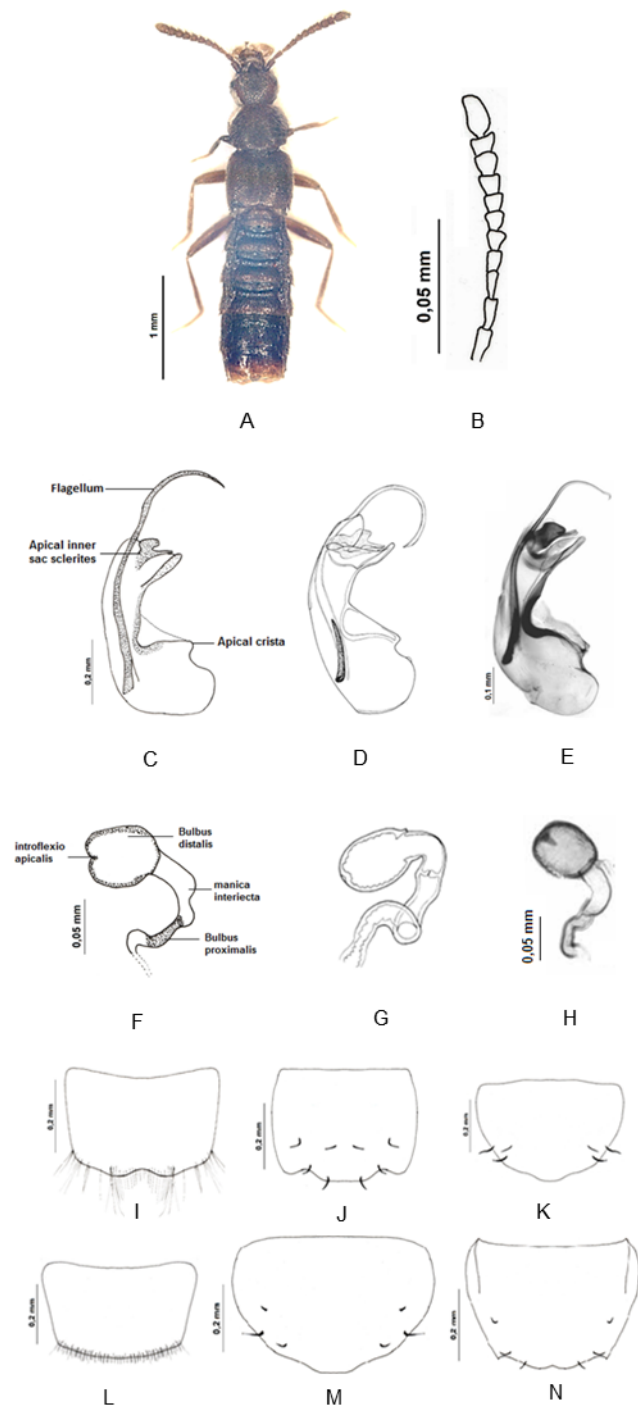 1 mm
0,05 mm
A
B
Flagellum
Apical inner
sac sclerites
Apical crista
0,2 mm
0,1 mm
C
D
E
introflexio
apicalis
Bulbus
distalis
manica
interiecta
Bulbus
proximalis
0,05 mm
0,05 mm
F
G
H
0,2 mm
0,2 mm
0,2 mm
I
J
K
0,2 mm
0,2 mm
0,2 mm
L
M
N